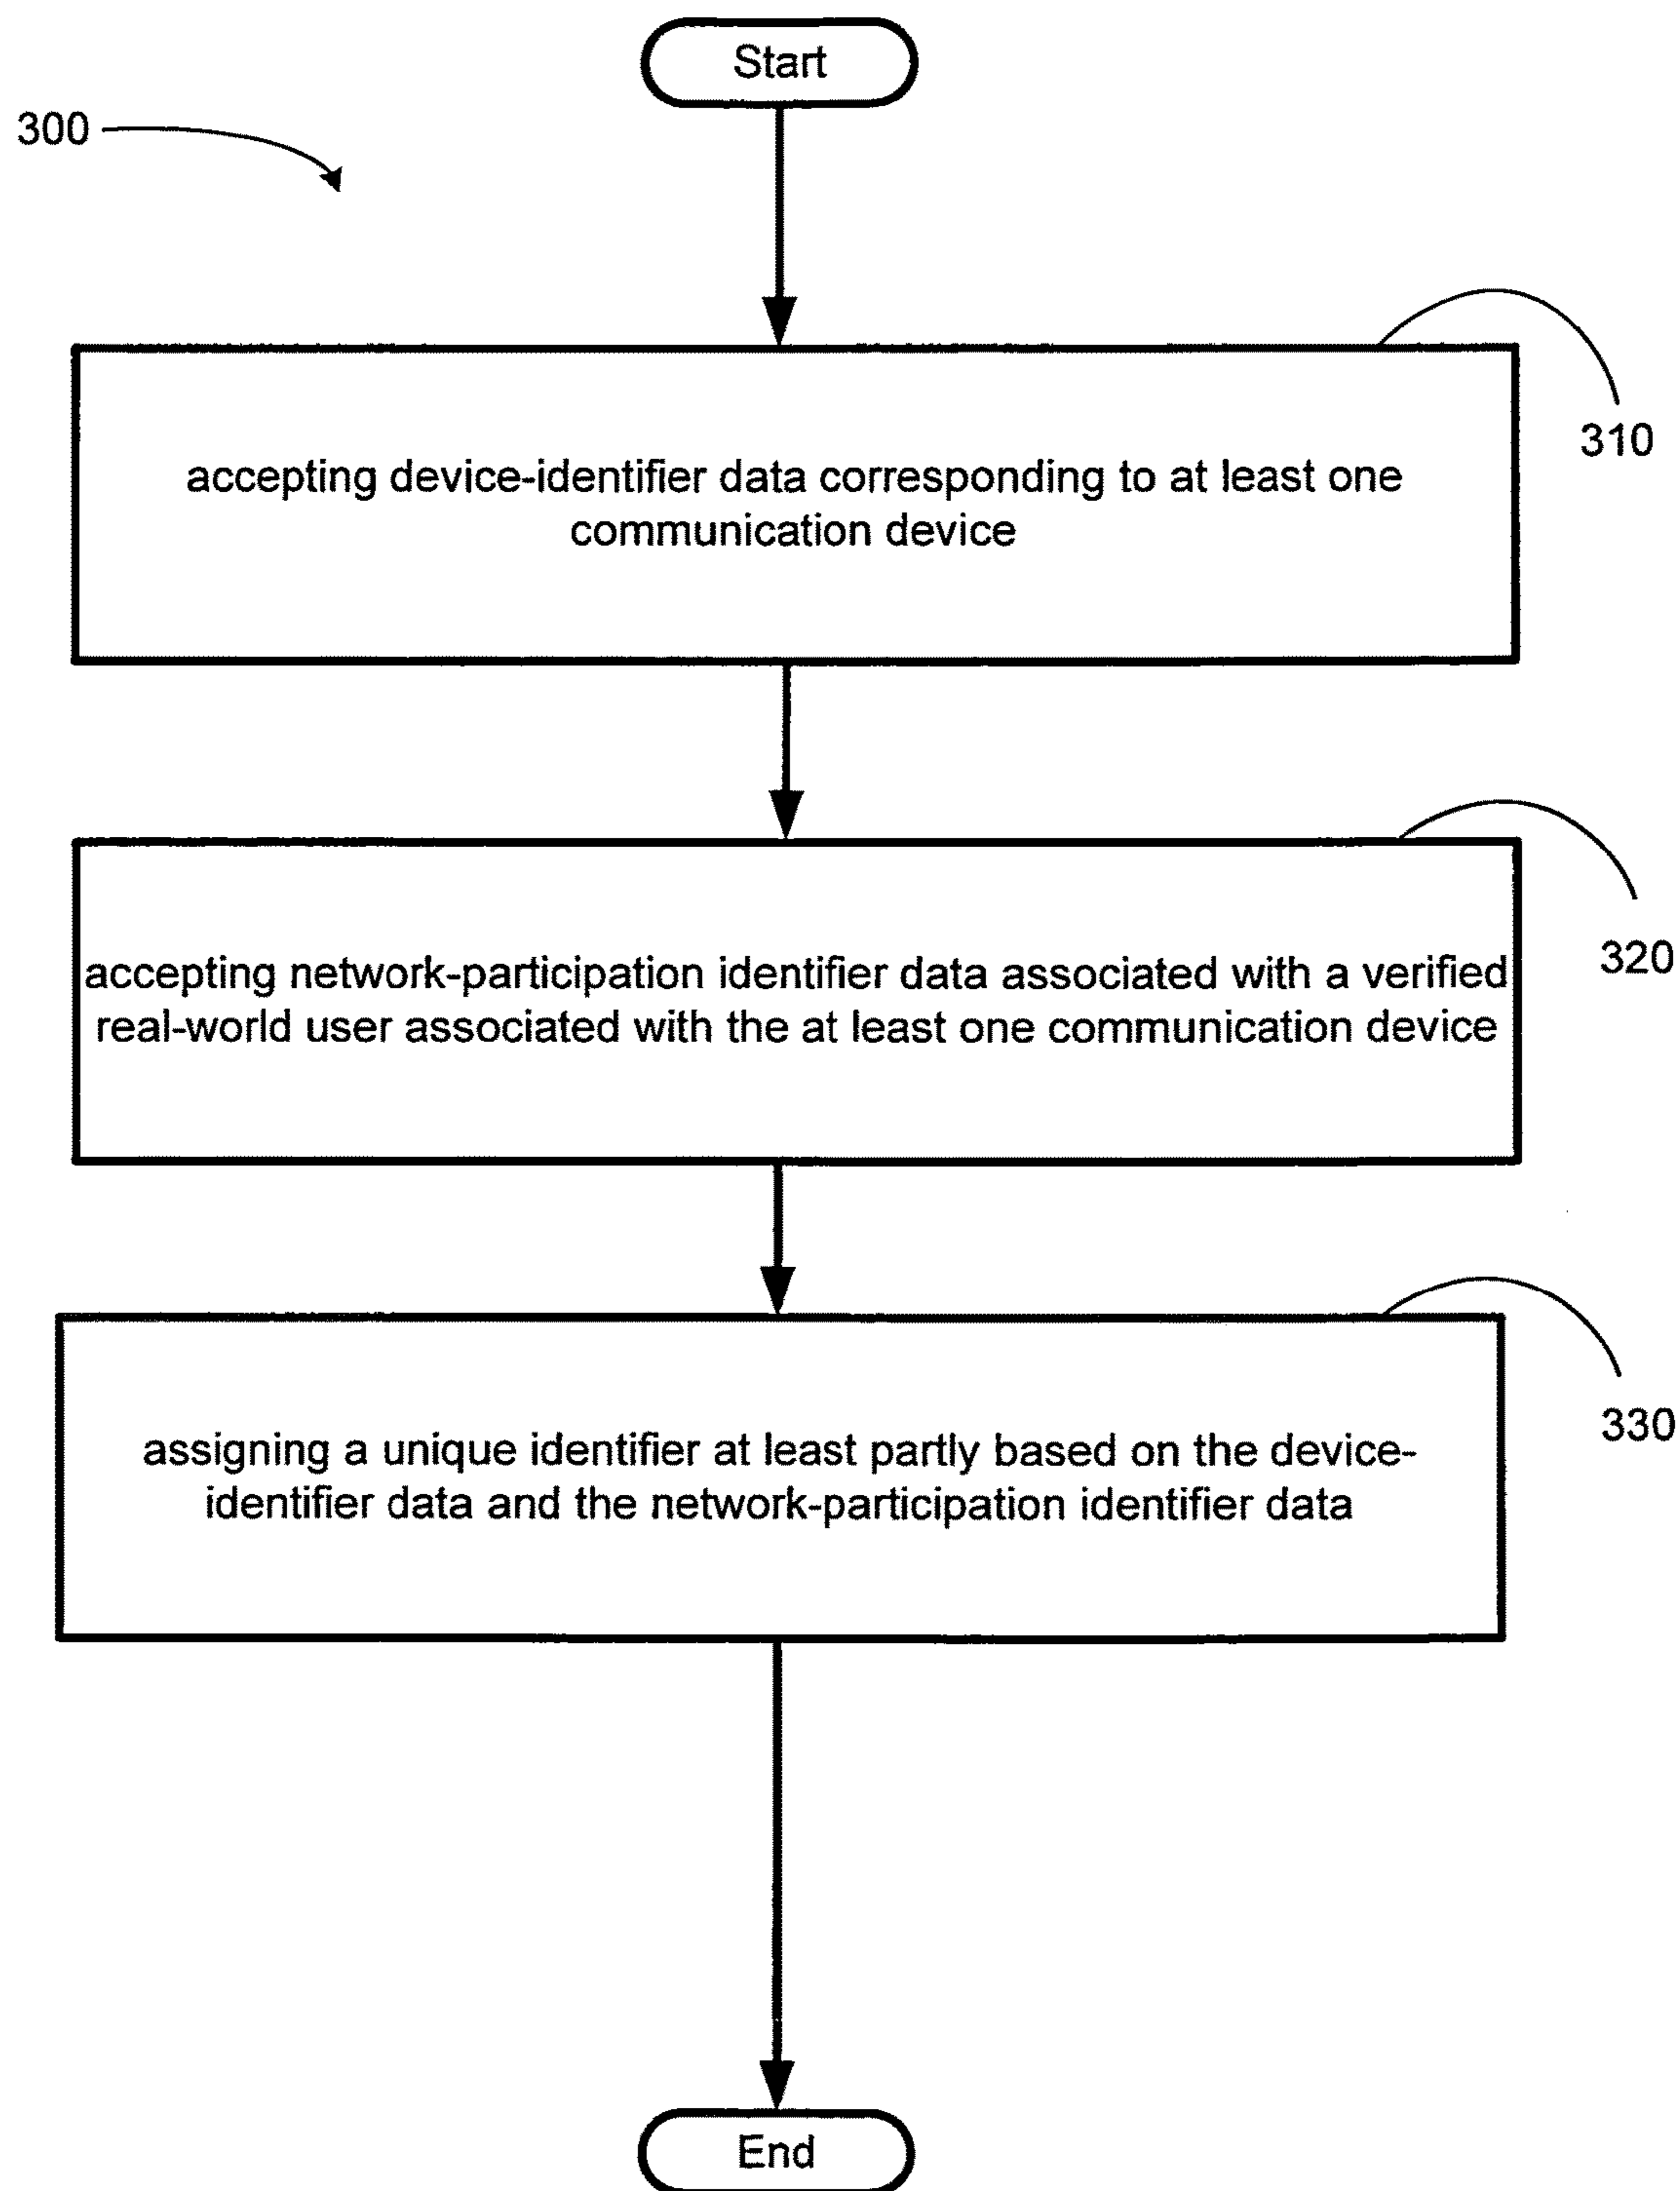 Start
300
310
accepting device-identifier data corresponding to at least one
communication device
320
accepting network-participation identifier data associated with a verified
real-world user associated with the at least one communication device
330
assigning a unique identifier at least partly based on the device-
identifier data and the network-participation identifier data
End